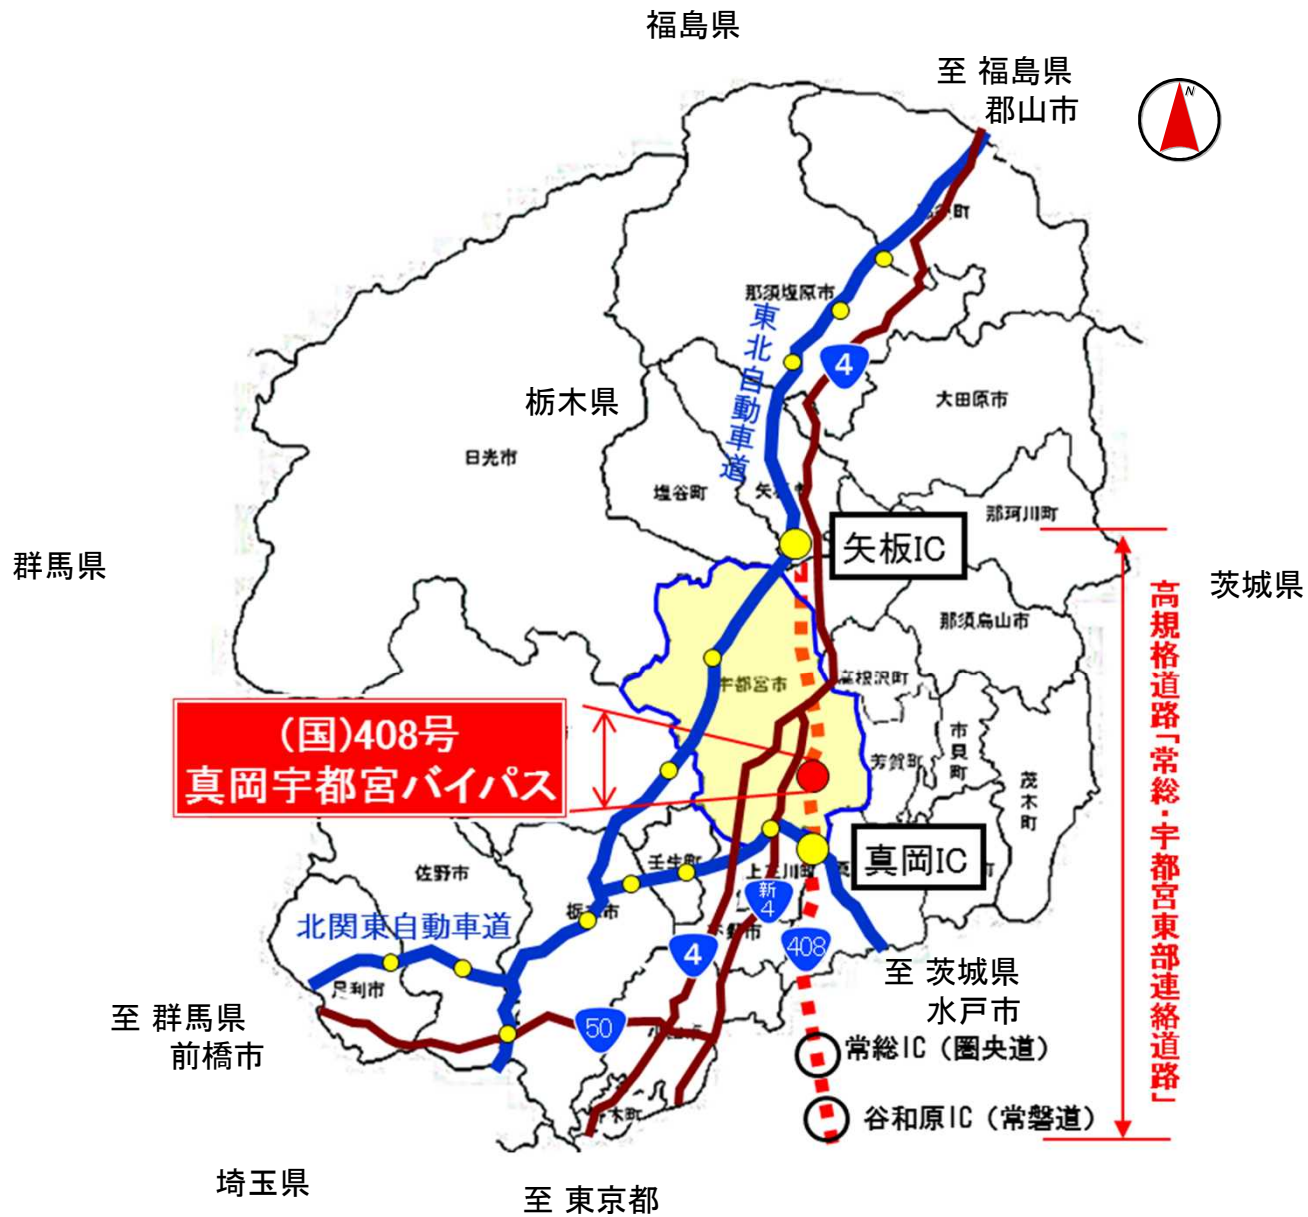 福島県
至 福島県
郡山市
N
那須塩原市
東北自動車道
4
栃木県
大田原市
日光市
塩谷町
那珂川町
矢板IC
群馬県
茨城県
高規格道路「常総・宇都宮東部連絡道路」
那須烏山市
宇都宮市
高根沢町
(国)408号
真岡宇都宮バイパス
市貝町
芳賀町
茂木町
真岡IC
壬生町
上三川町
佐野市
新
4
北関東自動車道
4
408
足利市
至 茨城県
水戸市
至 群馬県
前橋市
50
常総IC（圏央道）
谷和原IC（常磐道）
埼玉県
至 東京都